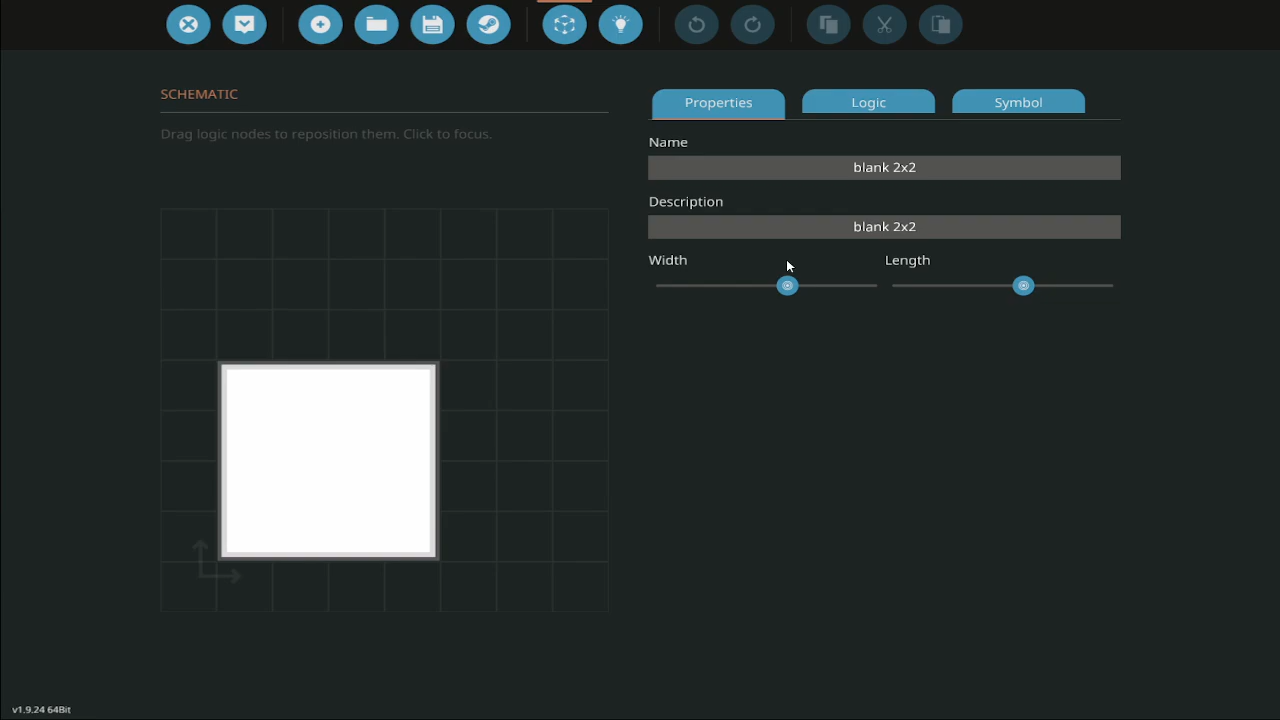 SCHEMATIC
Drag logic nodes to reposition them. Click to focus.
Properties
Logic
Symbol
Name
blank 2x2
Description
blank 2x2
Width
Length
v1.9.24 64Bit